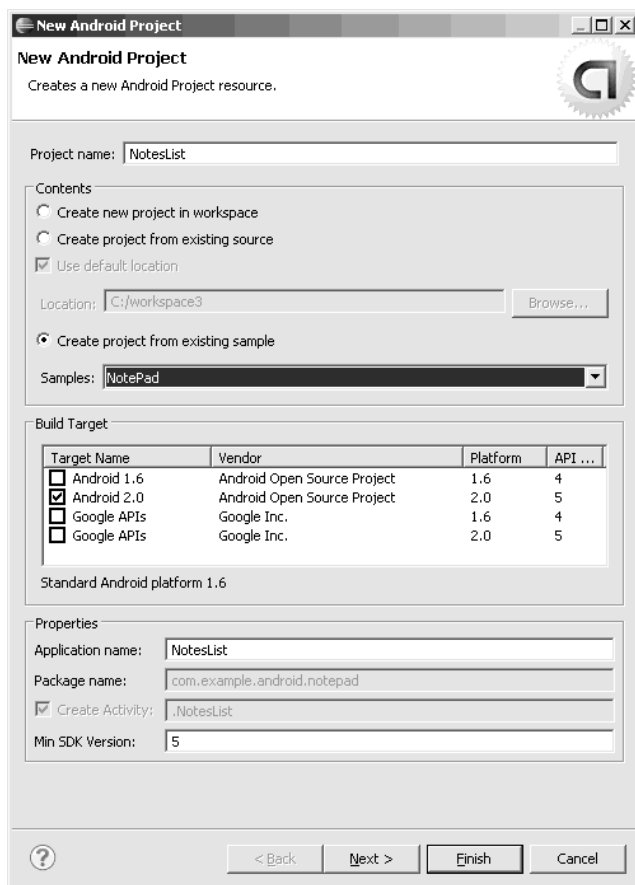 New Android Project
New Android Project
Creates a new Android Project resource.
Project name: NotesList
Contents
Create new project in workspace
Create project from existing source
Use default location
Location: C:/workspace3 Browse...
Create project from existing sample
Samples: NotePad
Build Target
Target Name Vendor Platform API ...
Android 1.6 Android Open Source Project 1.6 4
Android 2.0 Android Open Source Project 2.0 5
Google APIs Google Inc. 1.6 4
Google APIs Google Inc. 2.0 5
Standard Android platform 1.6
Properties
Application name: NotesList
Package name: com.example.android.notepad
Create Activity: .NotesList
Min SDK Version: 5
? < Back Next > Finish Cancel